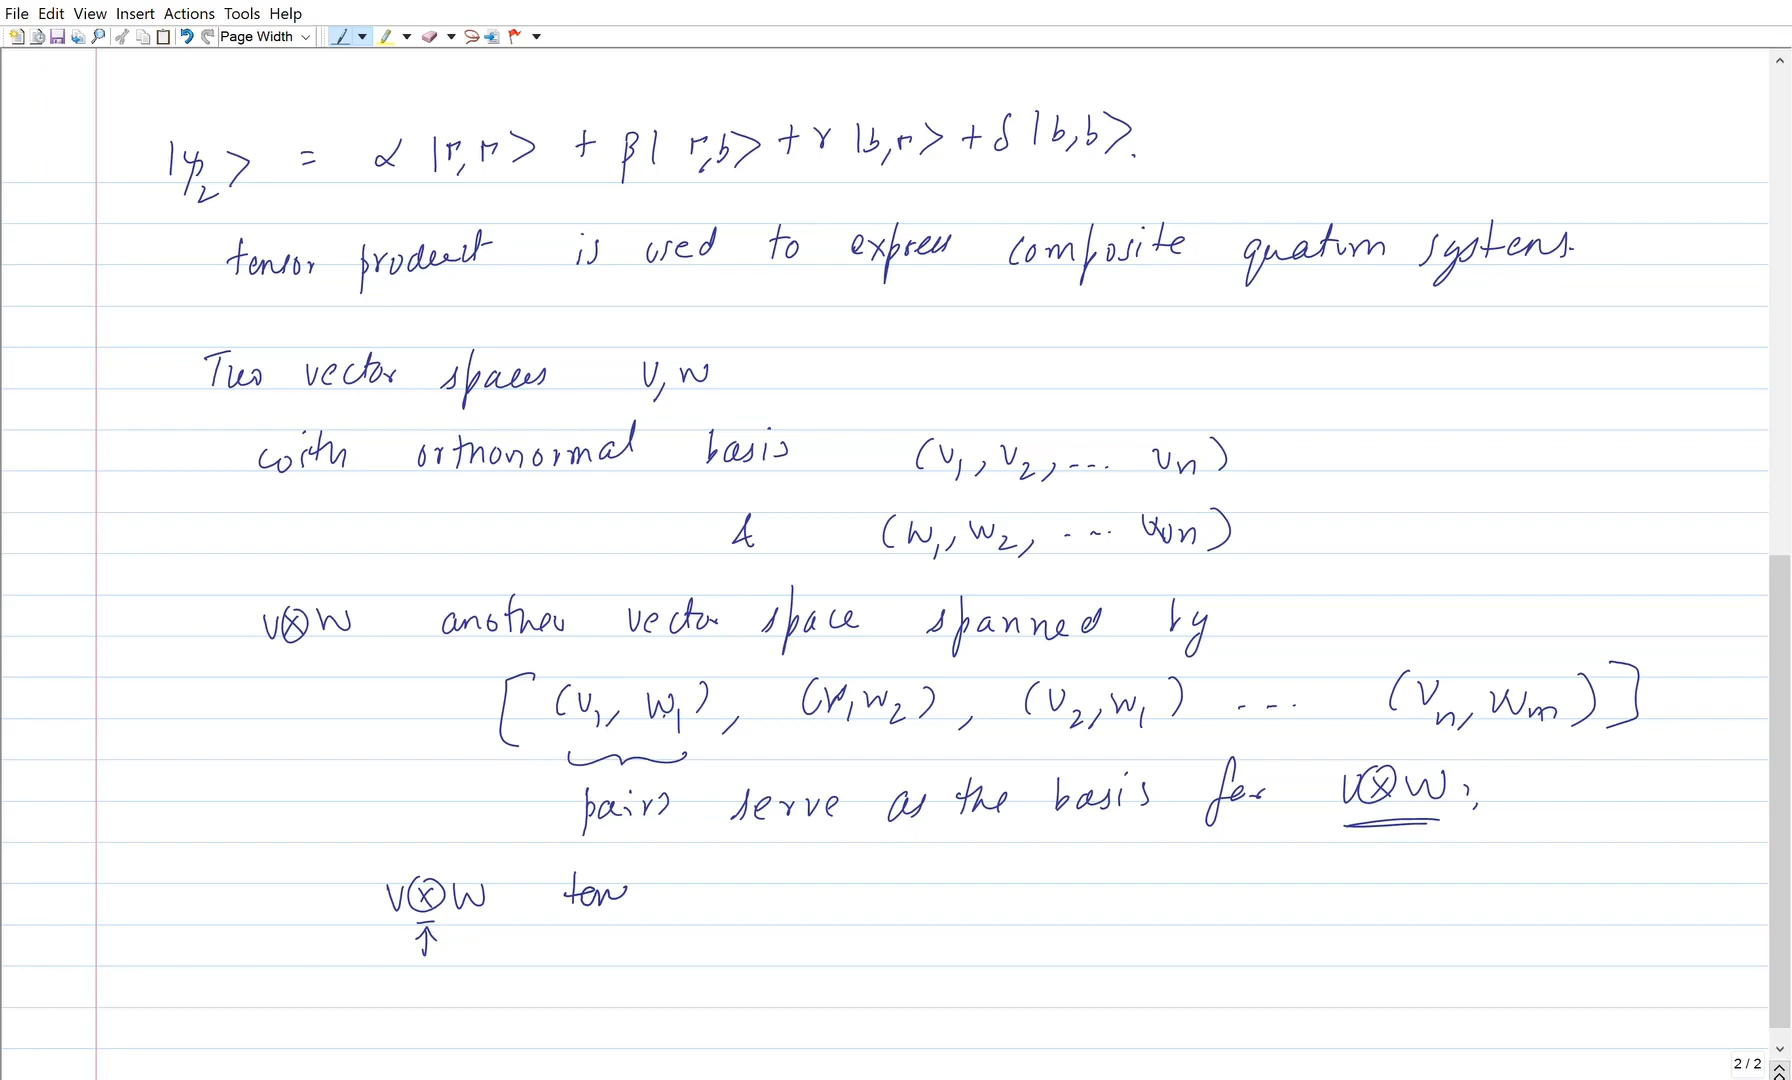 File Edit View Insert Actions Tools Help
Page Width
|ψ₂> = α |r, r> + β | r,b> + γ |b,r> + δ |b,b>.
tensor product is used to express composite quatum systems.
Two vector spaces V, W
with orthonormal basis (v₁, v₂, ... vn)
& (w₁, w₂, ... wn)
V⊗W another vector space spanned by
[(v₁, w₁), (v₁w₂), (v₂, w₁) ... (vn, wm)]
pairs serve as the basis for V⊗W.
V⊗W ten
↑
2 / 2